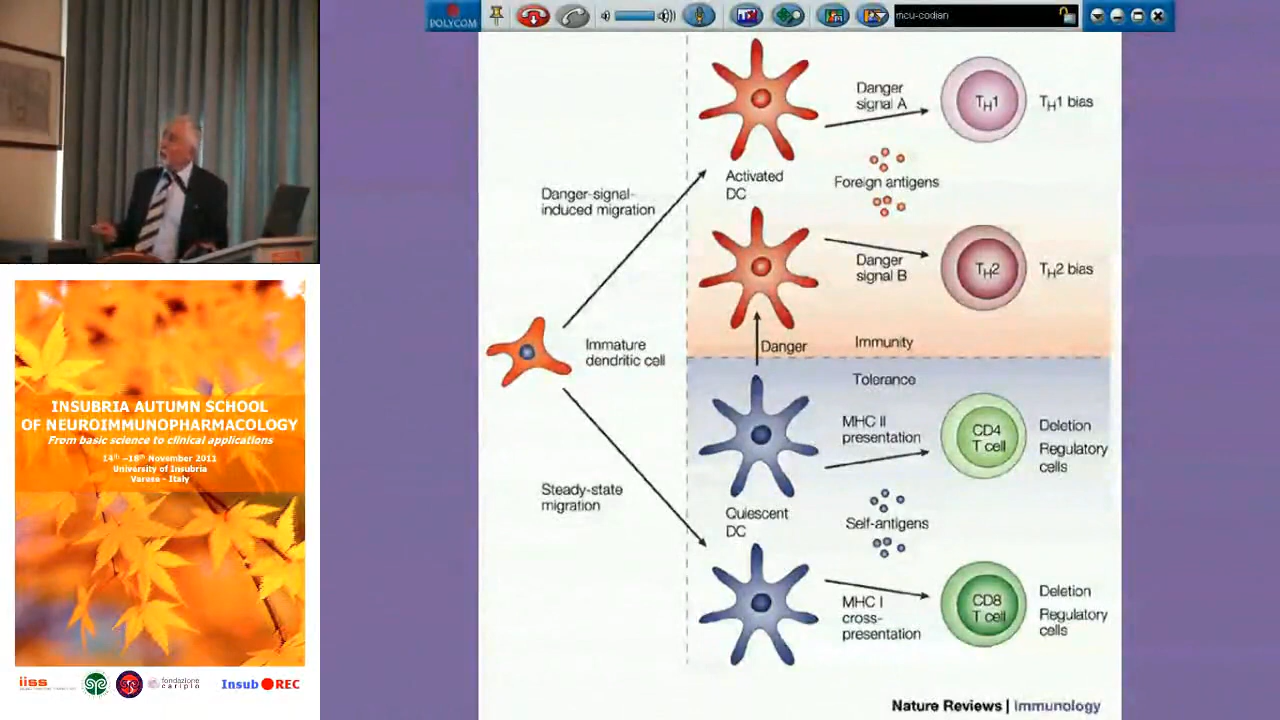 POLYCOM
mcu-codian
Danger
signal A
TH1
TH1 bias
Activated
DC
Foreign antigens
Danger-signal-
induced migration
Danger
signal B
TH2
TH2 bias
Immature
dendritic cell
Danger
Immunity
Tolerance
MHC II
presentation
CD4
T cell
Deletion
Regulatory
cells
Steady-state
migration
Quiescent
DC
Self-antigens
MHC I
cross-
presentation
CD8
T cell
Deletion
Regulatory
cells
Nature Reviews | Immunology
INSUBRIA AUTUMN SCHOOL
OF NEUROIMMUNOPHARMACOLOGY
From basic science to clinical applications
14th –18th November 2011
University of Insubria
Varese - Italy
iiss
fondazione
cariplo
Insub REC